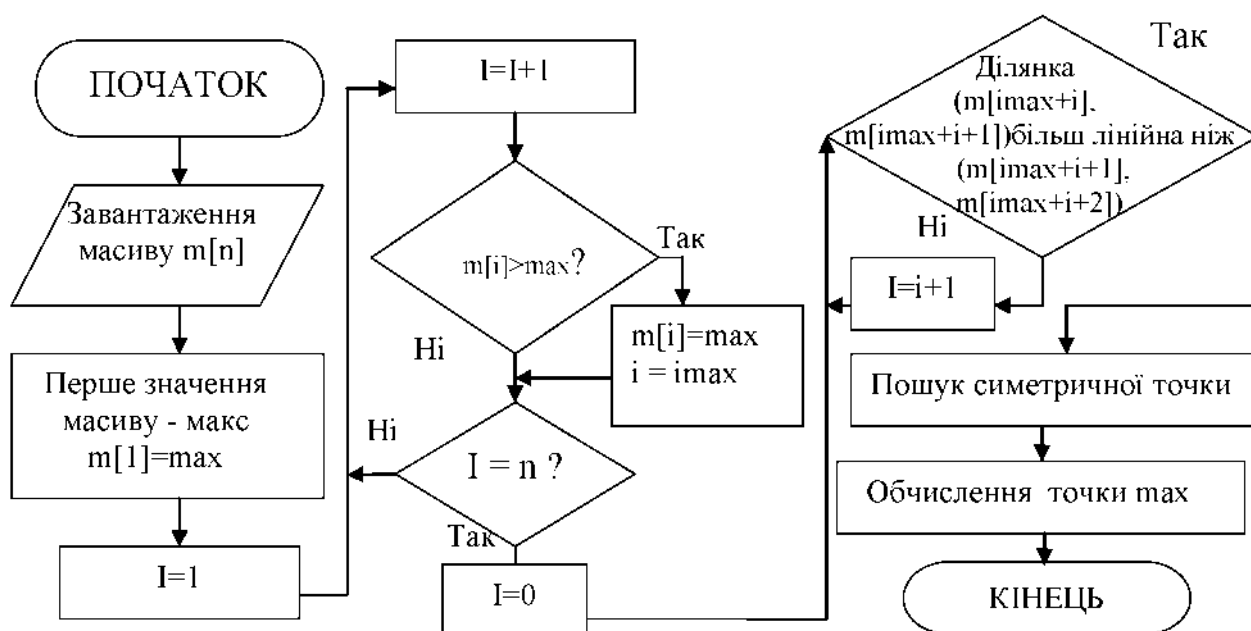 ПОЧАТОК
Завантаження
масиву m[n]
Перше значення
масиву - макс
m[1]=max
I=1
I=I+1
m[i]>max?
Так
m[i]=max
i = imax
Ні
Ні
I = n ?
Так
I=0
Так
Ділянка
(m[imax+i],
m[imax+i+1])більш лінійна ніж
(m[imax+i+1],
m[imax+i+2])
Ні
I=i+1
Пошук симетричної точки
Обчислення точки max
КІНЕЦЬ